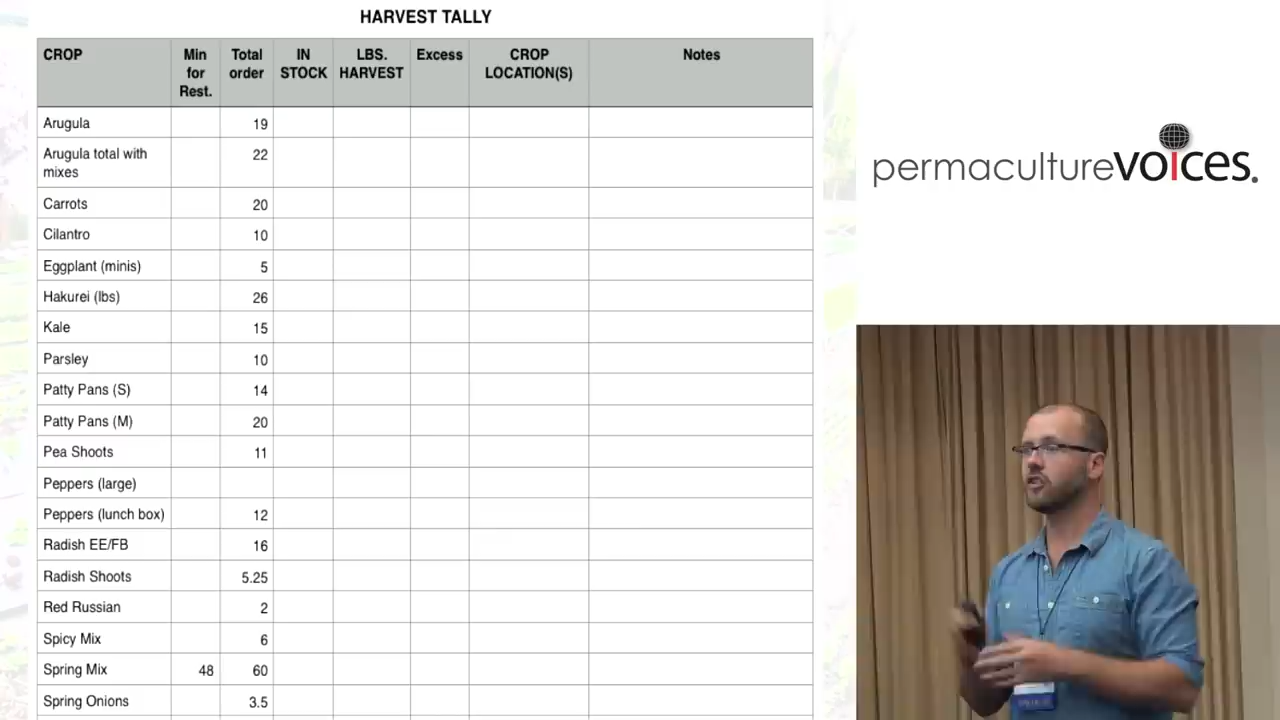 HARVEST TALLY
CROP Min for Rest. Total order IN STOCK LBS. HARVEST Excess CROP LOCATION(S) Notes
Arugula 19
Arugula total with mixes 22
Carrots 20
Cilantro 10
Eggplant (minis) 5
Hakurei (lbs) 26
Kale 15
Parsley 10
Patty Pans (S) 14
Patty Pans (M) 20
Pea Shoots 11
Peppers (large)
Peppers (lunch box) 12
Radish EE/FB 16
Radish Shoots 5.25
Red Russian 2
Spicy Mix 6
Spring Mix 48 60
Spring Onions 3.5
permaculturevoices.